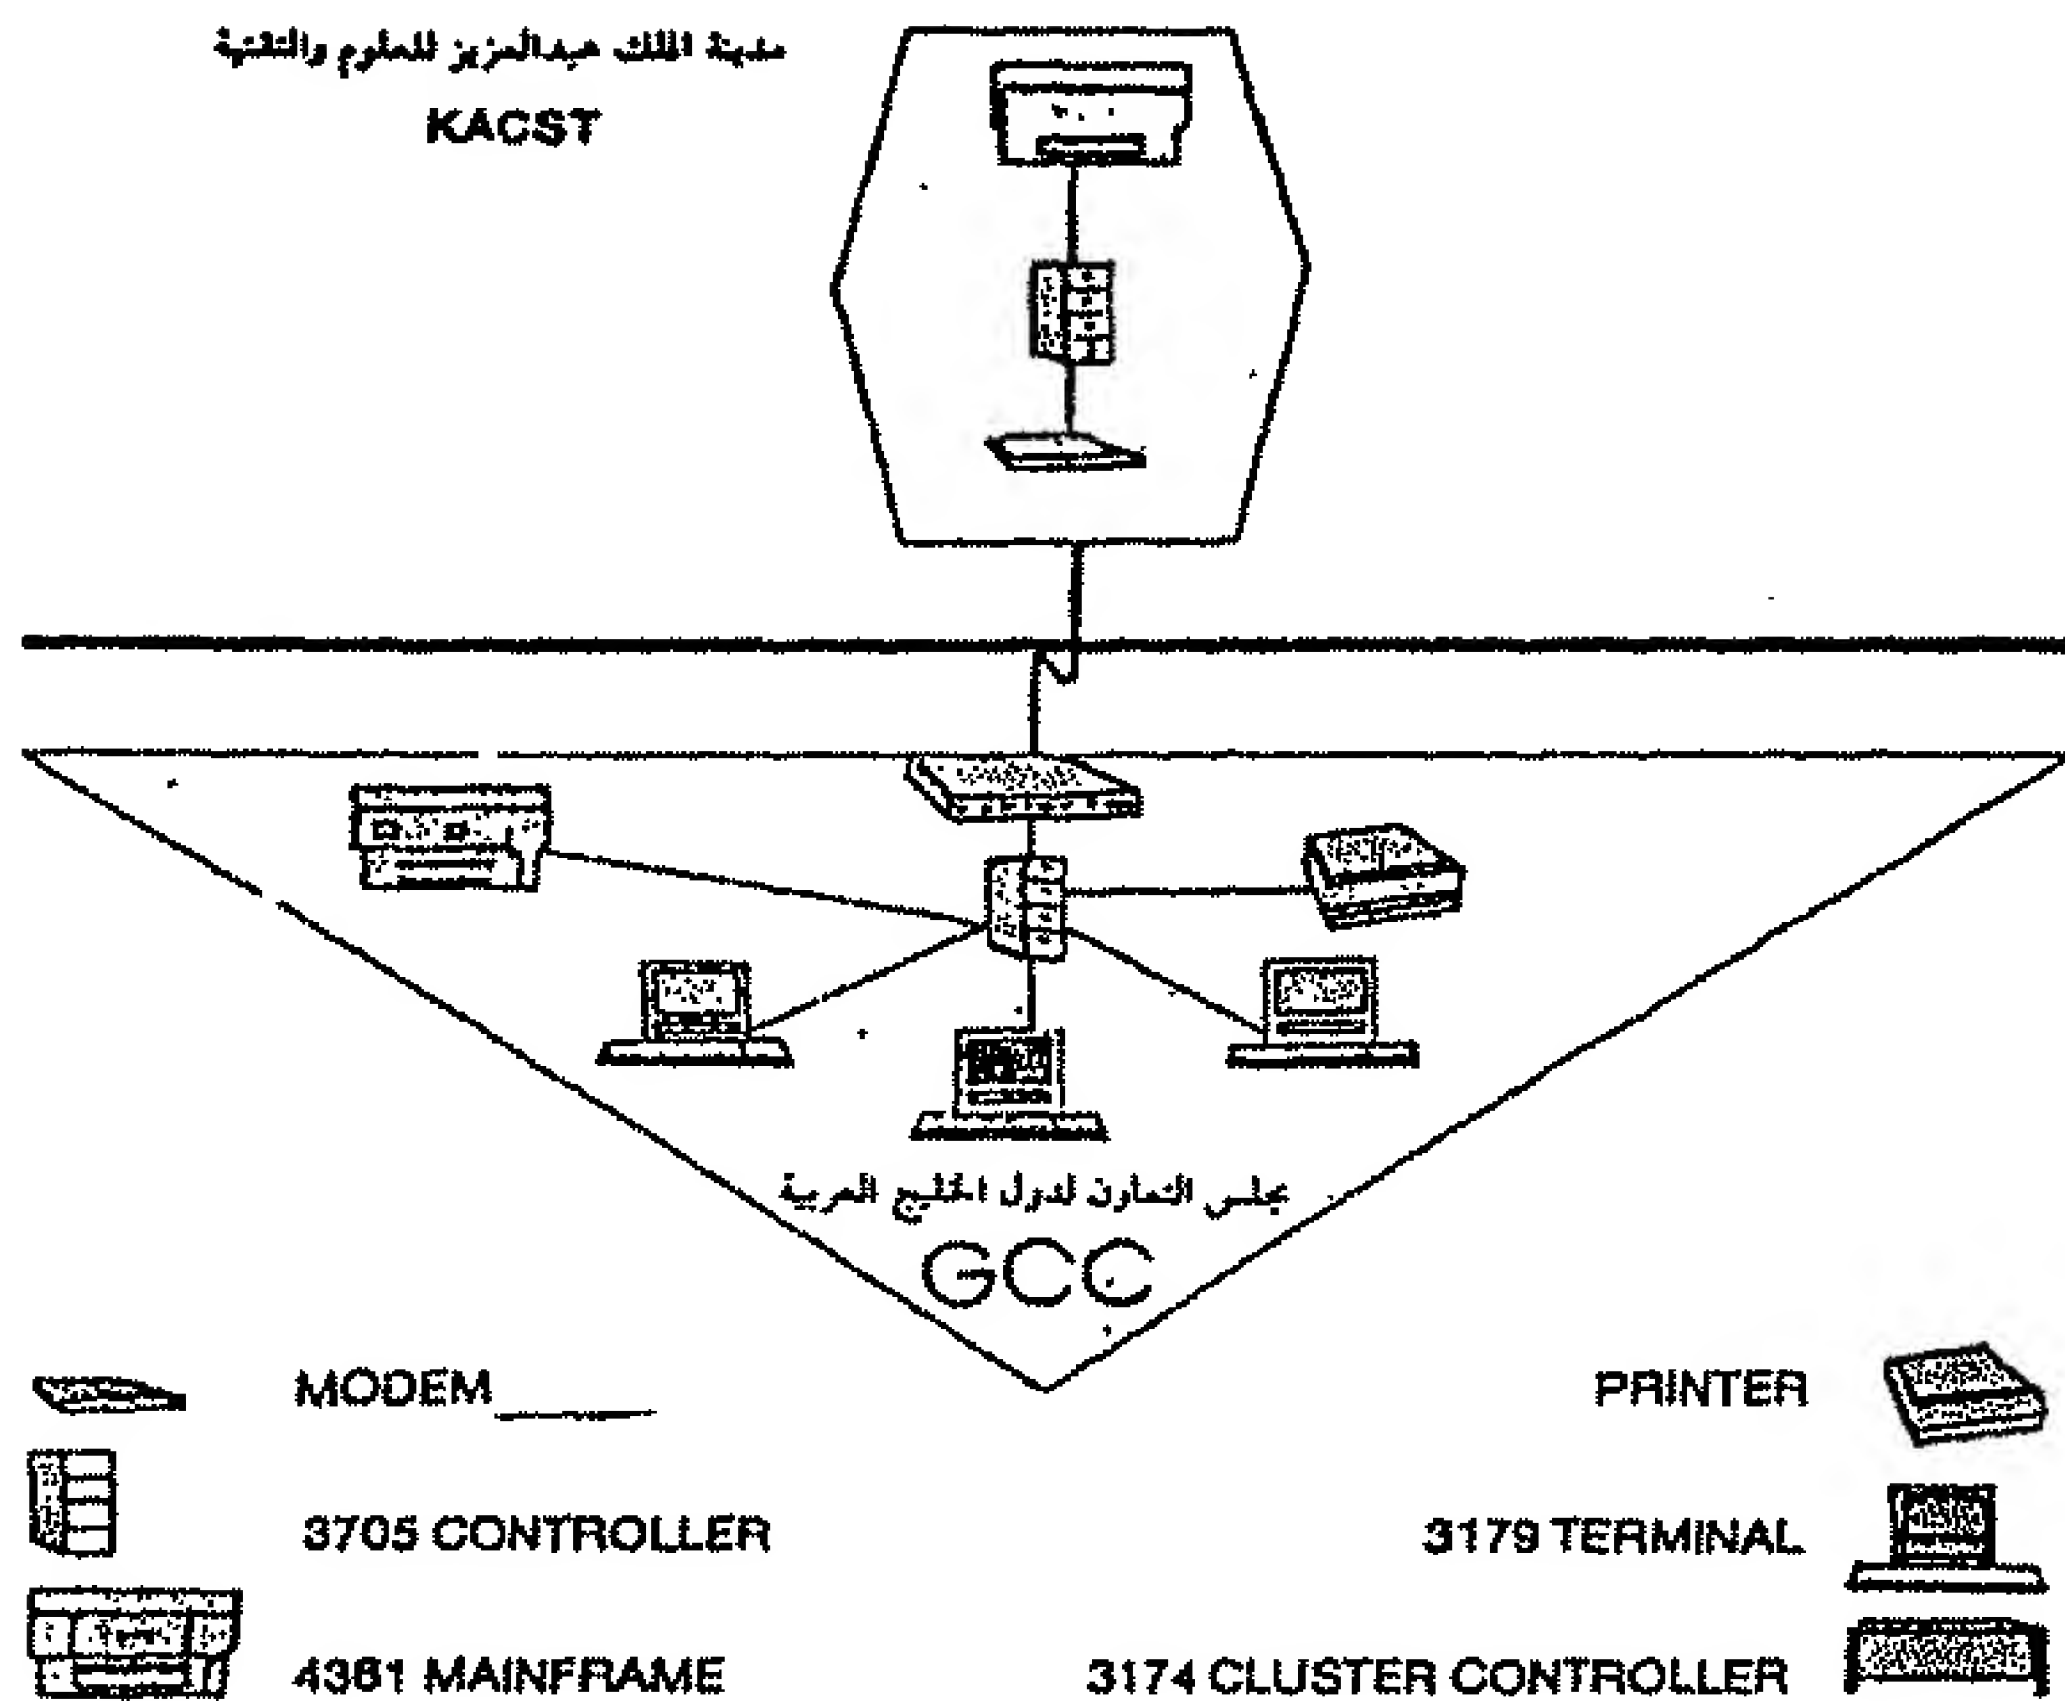 مدينة الملك عبدالعزيز للعلوم والتقنية
KACST
مجلس التعاون لدول الخليج العربية
GCC
MODEM
PRINTER
3705 CONTROLLER
3179 TERMINAL
4361 MAINFRAME
3174 CLUSTER CONTROLLER